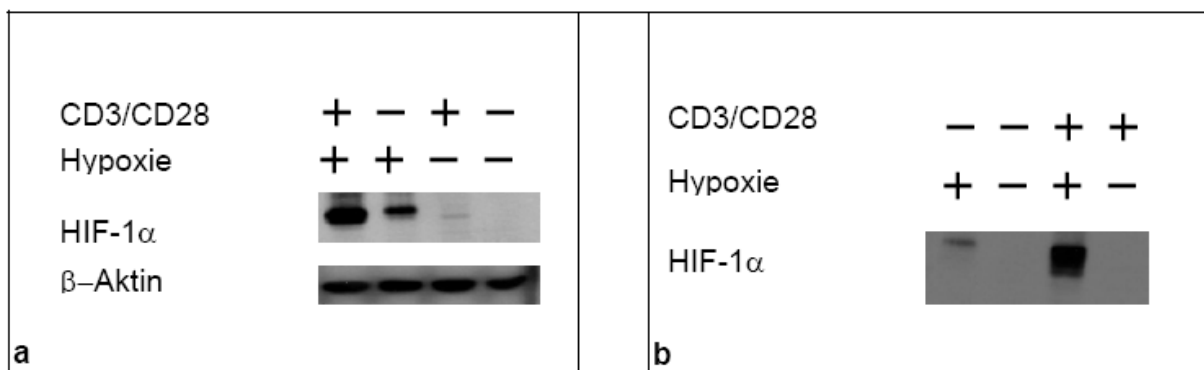 CD3/CD28 + − + −
Hypoxie + + − −
HIF-1α
β−Aktin
a
CD3/CD28 − − + +
Hypoxie + − + −
HIF-1α
b